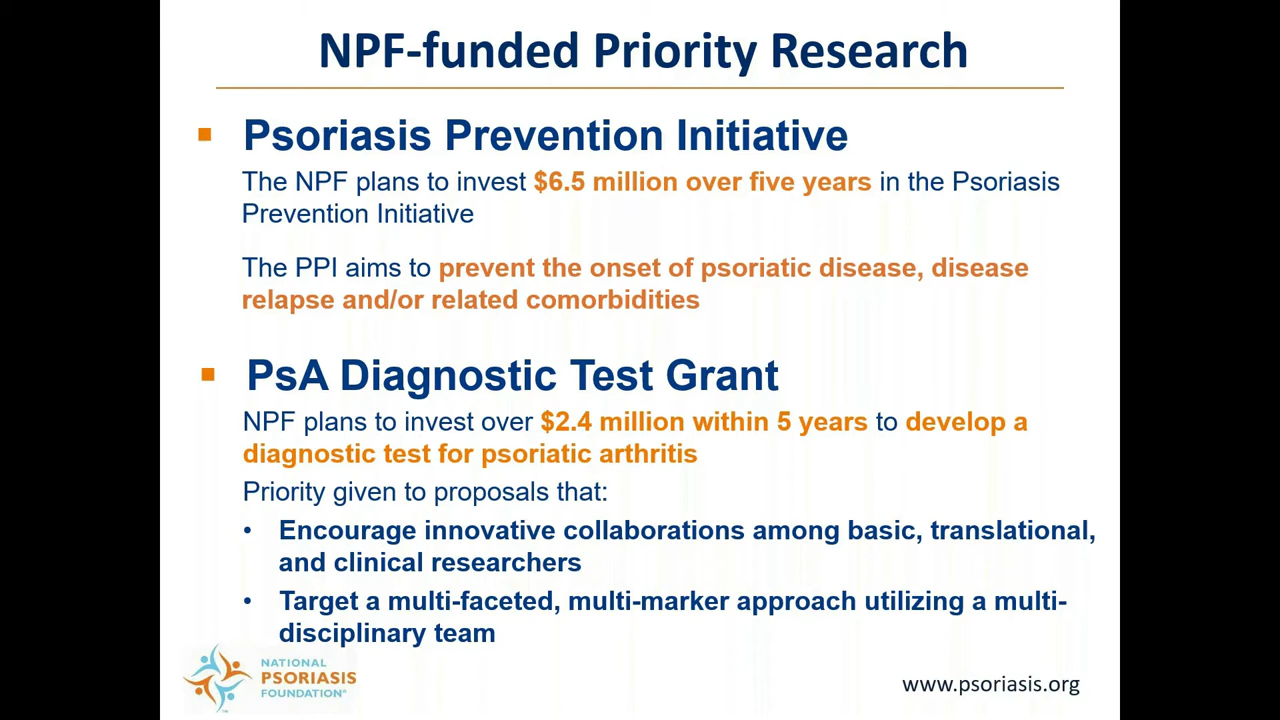 NPF-funded Priority Research
▪ Psoriasis Prevention Initiative
The NPF plans to invest $6.5 million over five years in the Psoriasis
Prevention Initiative
The PPI aims to prevent the onset of psoriatic disease, disease
relapse and/or related comorbidities
▪ PsA Diagnostic Test Grant
NPF plans to invest over $2.4 million within 5 years to develop a
diagnostic test for psoriatic arthritis
Priority given to proposals that:
• Encourage innovative collaborations among basic, translational,
and clinical researchers
• Target a multi-faceted, multi-marker approach utilizing a multi-
disciplinary team
NATIONAL
PSORIASIS
FOUNDATION®
™
www.psoriasis.org